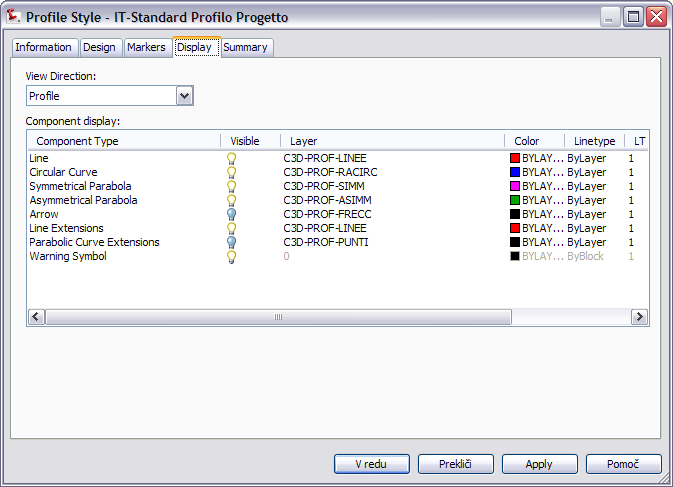 Profile Style - IT-Standard Profilo Progetto
Information Design Markers Display Summary
View Direction:
Profile
Component display:
Component Type Visible Layer Color Linetype LT
Line C3D-PROF-LINEE BYLAY... ByLayer 1
Circular Curve C3D-PROF-RACIRC BYLAY... ByLayer 1
Symmetrical Parabola C3D-PROF-SIMM BYLAY... ByLayer 1
Asymmetrical Parabola C3D-PROF-ASIMM BYLAY... ByLayer 1
Arrow C3D-PROF-FRECC BYLAY... ByLayer 1
Line Extensions C3D-PROF-LINEE BYLAY... ByLayer 1
Parabolic Curve Extensions C3D-PROF-PUNTI BYLAY... ByLayer 1
Warning Symbol 0 BYLAY... ByBlock 1
V redu Prekliči Apply Pomoč